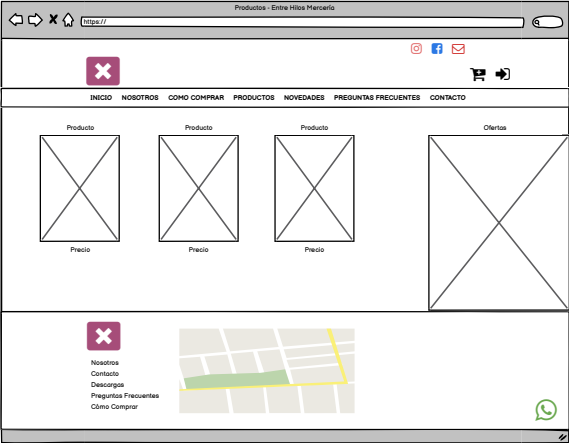 Productos - Entre Hilos Mercería
https://
INICIO NOSOTROS COMO COMPRAR PRODUCTOS NOVEDADES PREGUNTAS FRECUENTES CONTACTO
Producto Producto Producto Ofertas
Precio Precio Precio
Nosotros
Contacto
Descargas
Preguntas Frecuentes
Cómo Comprar